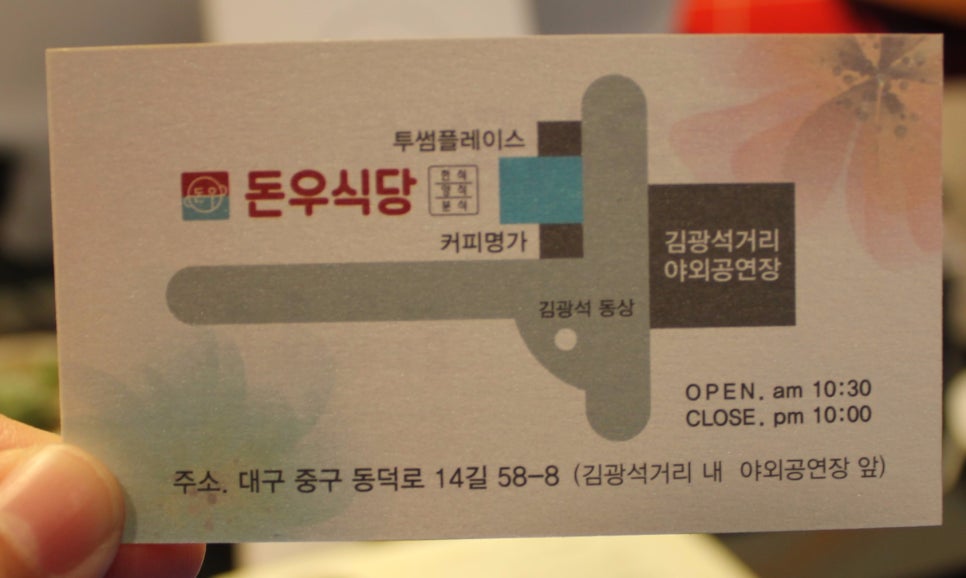 투썸플레이스
돈우
돈우식당
한식
양식
분식
커피명가
김광석거리
야외공연장
김광석 동상
OPEN. am 10:30
CLOSE. pm 10:00
주소. 대구 중구 동덕로 14길 58-8 (김광석거리 내 야외공연장 앞)